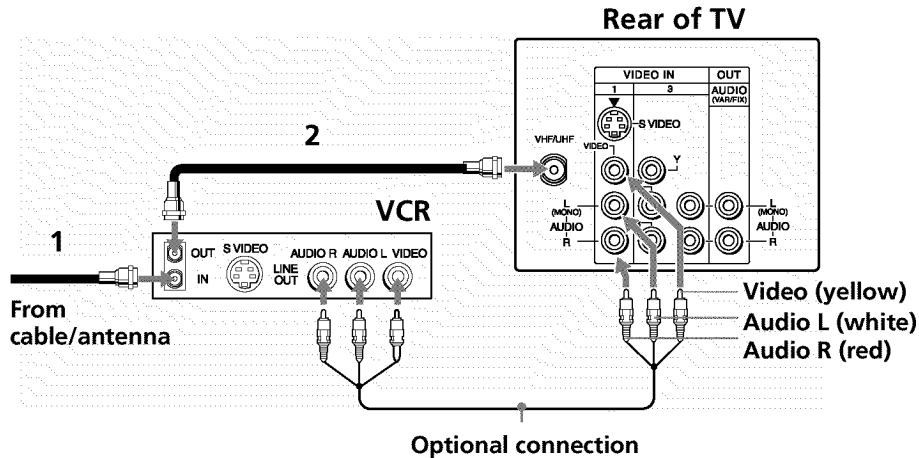 Rear of TV
VIDEO IN
OUT
1
3
AUDIO
(VAR/FIX)
S VIDEO
VHF/UHF
VIDEO
Y
L
(MONO)
AUDIO
R
L
(MONO)
AUDIO
R
2
VCR
1
OUT
IN
S VIDEO
LINE
OUT
AUDIO R
AUDIO L
VIDEO
From
cable/antenna
Video (yellow)
Audio L (white)
Audio R (red)
Optional connection